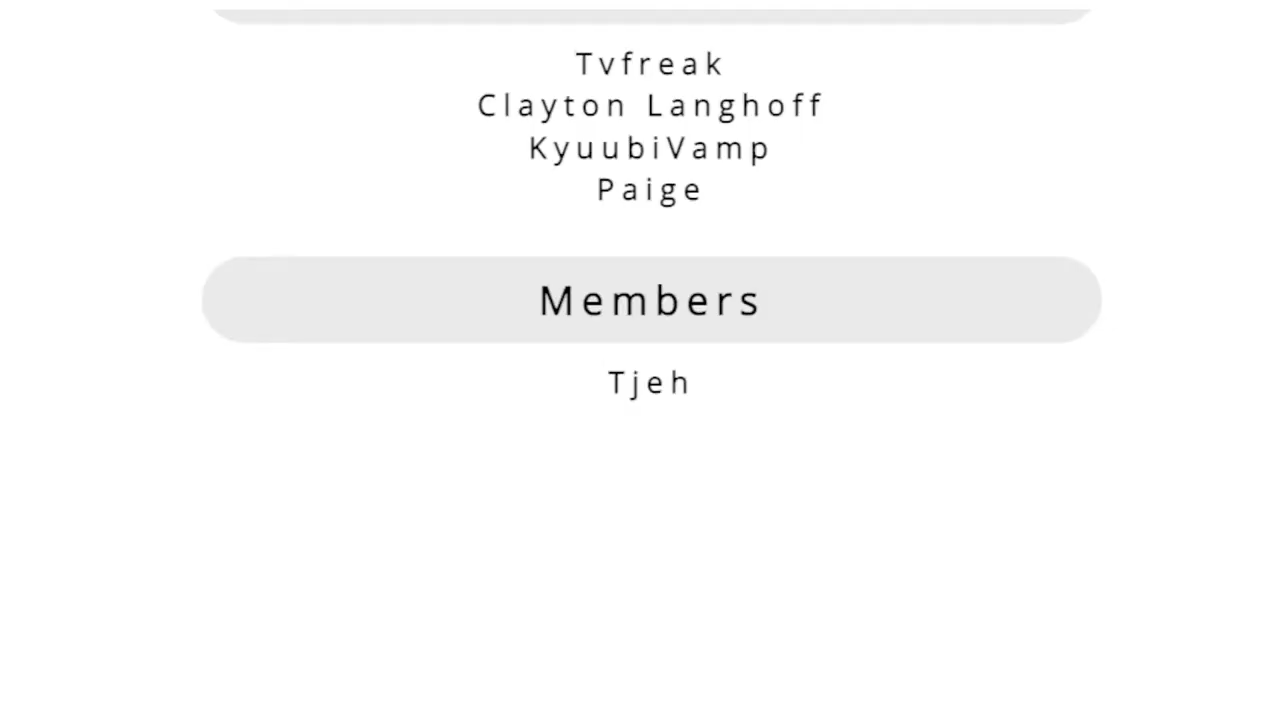 Tvfreak
Clayton Langhoff
KyuubiVamp
Paige
Members
Tjeh